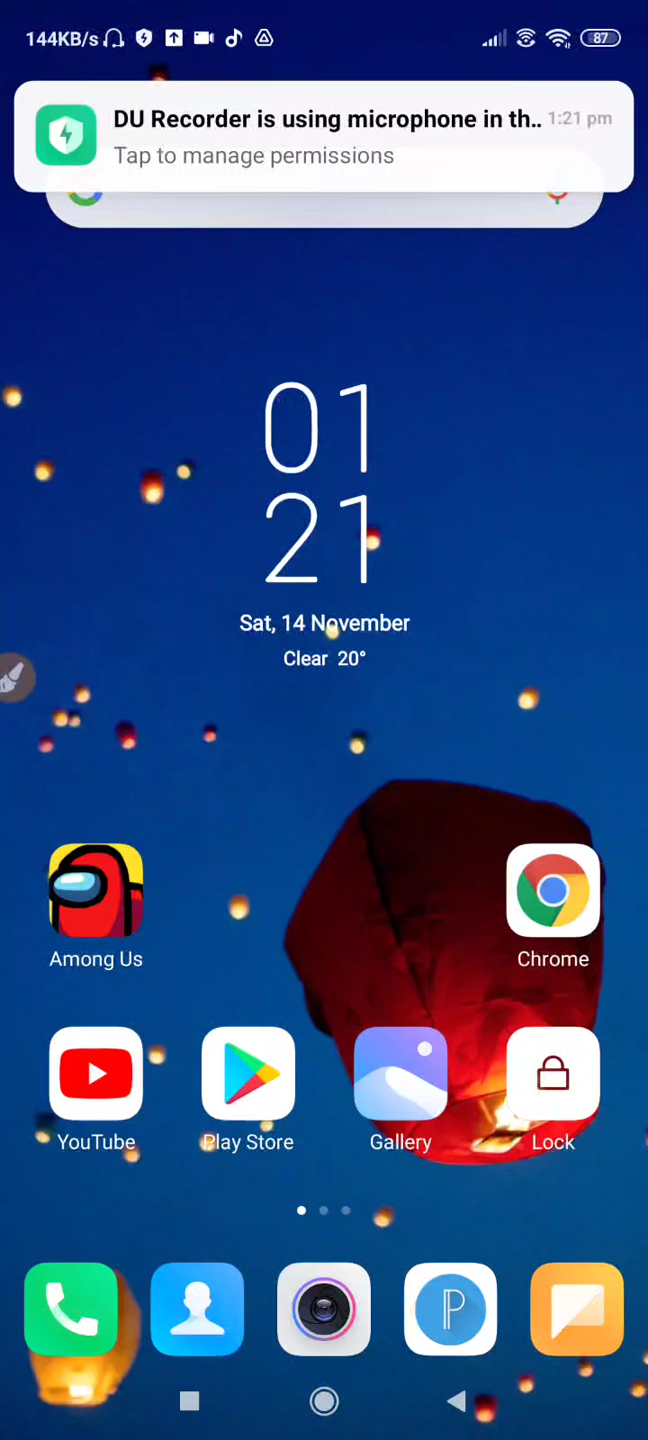 144KB/s
87
DU Recorder is using microphone in th..
1:21 pm
Tap to manage permissions
01
21
Sat, 14 November
Clear 20°
Among Us
Chrome
YouTube
Play Store
Gallery
Lock